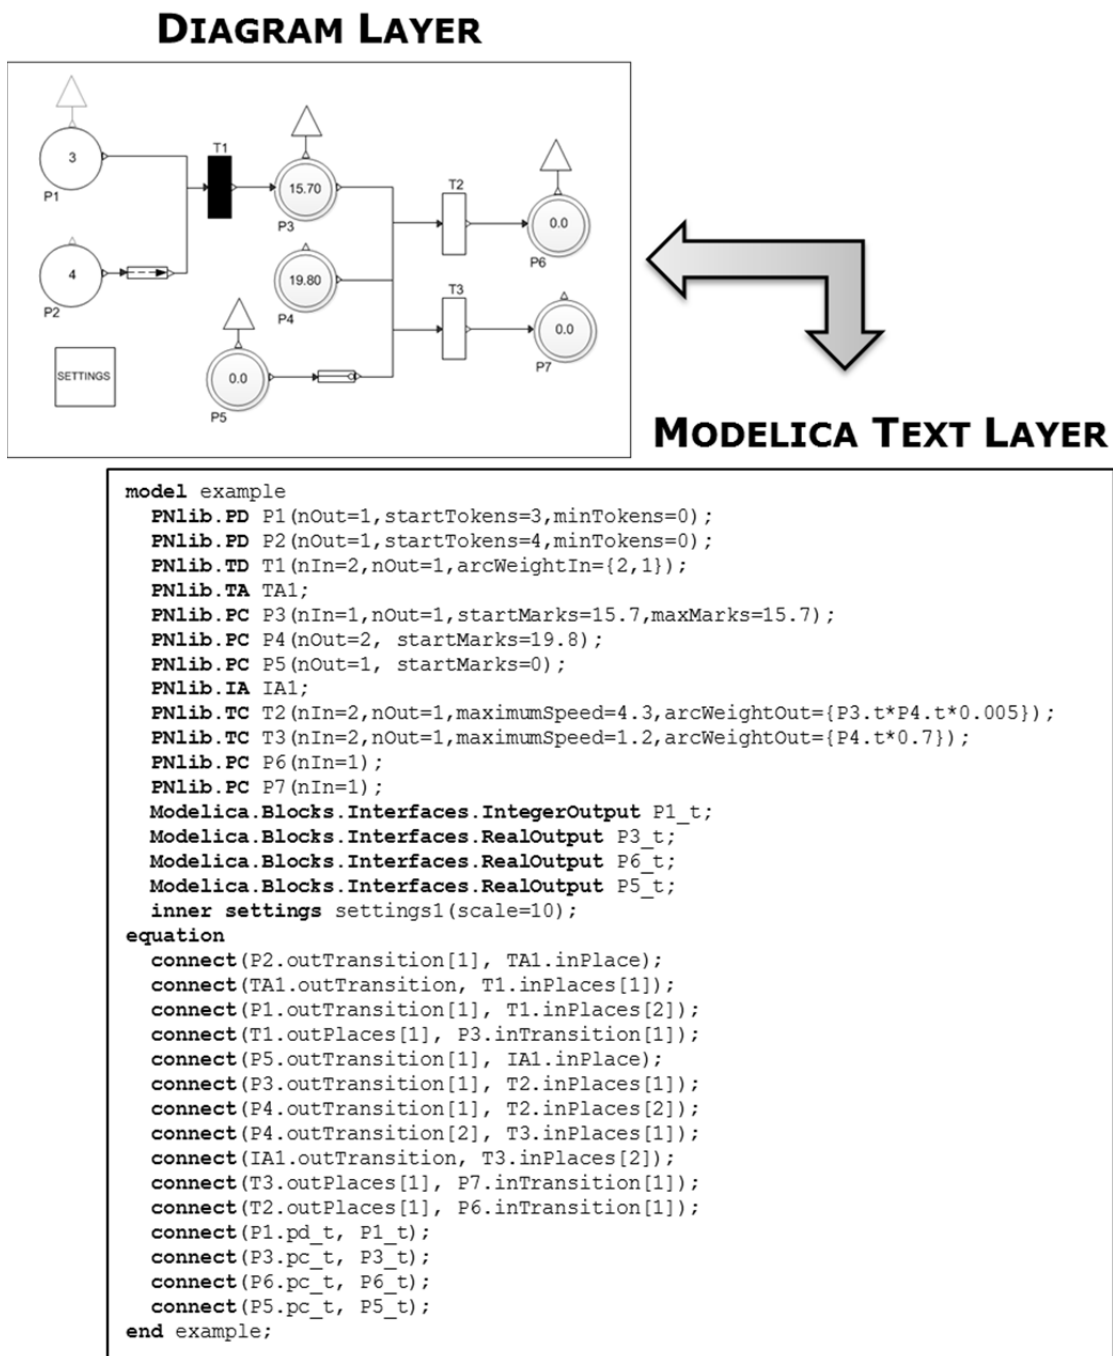 DIAGRAM LAYER
3
P1
T1
15.70
P3
T2
0.0
P6
4
P2
19.80
P4
T3
0.0
P7
SETTINGS
0.0
P5
MODELICA TEXT LAYER
model example
PNlib.PD P1(nOut=1,startTokens=3,minTokens=0);
PNlib.PD P2(nOut=1,startTokens=4,minTokens=0);
PNlib.TD T1(nIn=2,nOut=1,arcWeightIn={2,1});
PNlib.TA TA1;
PNlib.PC P3(nIn=1,nOut=1,startMarks=15.7,maxMarks=15.7);
PNlib.PC P4(nOut=2, startMarks=19.8);
PNlib.PC P5(nOut=1, startMarks=0);
PNlib.IA IA1;
PNlib.TC T2(nIn=2,nOut=1,maximumSpeed=4.3,arcWeightOut={P3.t*P4.t*0.005});
PNlib.TC T3(nIn=2,nOut=1,maximumSpeed=1.2,arcWeightOut={P4.t*0.7});
PNlib.PC P6(nIn=1);
PNlib.PC P7(nIn=1);
Modelica.Blocks.Interfaces.IntegerOutput P1_t;
Modelica.Blocks.Interfaces.RealOutput P3_t;
Modelica.Blocks.Interfaces.RealOutput P6_t;
Modelica.Blocks.Interfaces.RealOutput P5_t;
inner settings settings1(scale=10);
equation
connect(P2.outTransition[1], TA1.inPlace);
connect(TA1.outTransition, T1.inPlaces[1]);
connect(P1.outTransition[1], T1.inPlaces[2]);
connect(T1.outPlaces[1], P3.inTransition[1]);
connect(P5.outTransition[1], IA1.inPlace);
connect(P3.outTransition[1], T2.inPlaces[1]);
connect(P4.outTransition[1], T2.inPlaces[2]);
connect(P4.outTransition[2], T3.inPlaces[1]);
connect(IA1.outTransition, T3.inPlaces[2]);
connect(T3.outPlaces[1], P7.inTransition[1]);
connect(T2.outPlaces[1], P6.inTransition[1]);
connect(P1.pd_t, P1_t);
connect(P3.pc_t, P3_t);
connect(P6.pc_t, P6_t);
connect(P5.pc_t, P5_t);
end example;